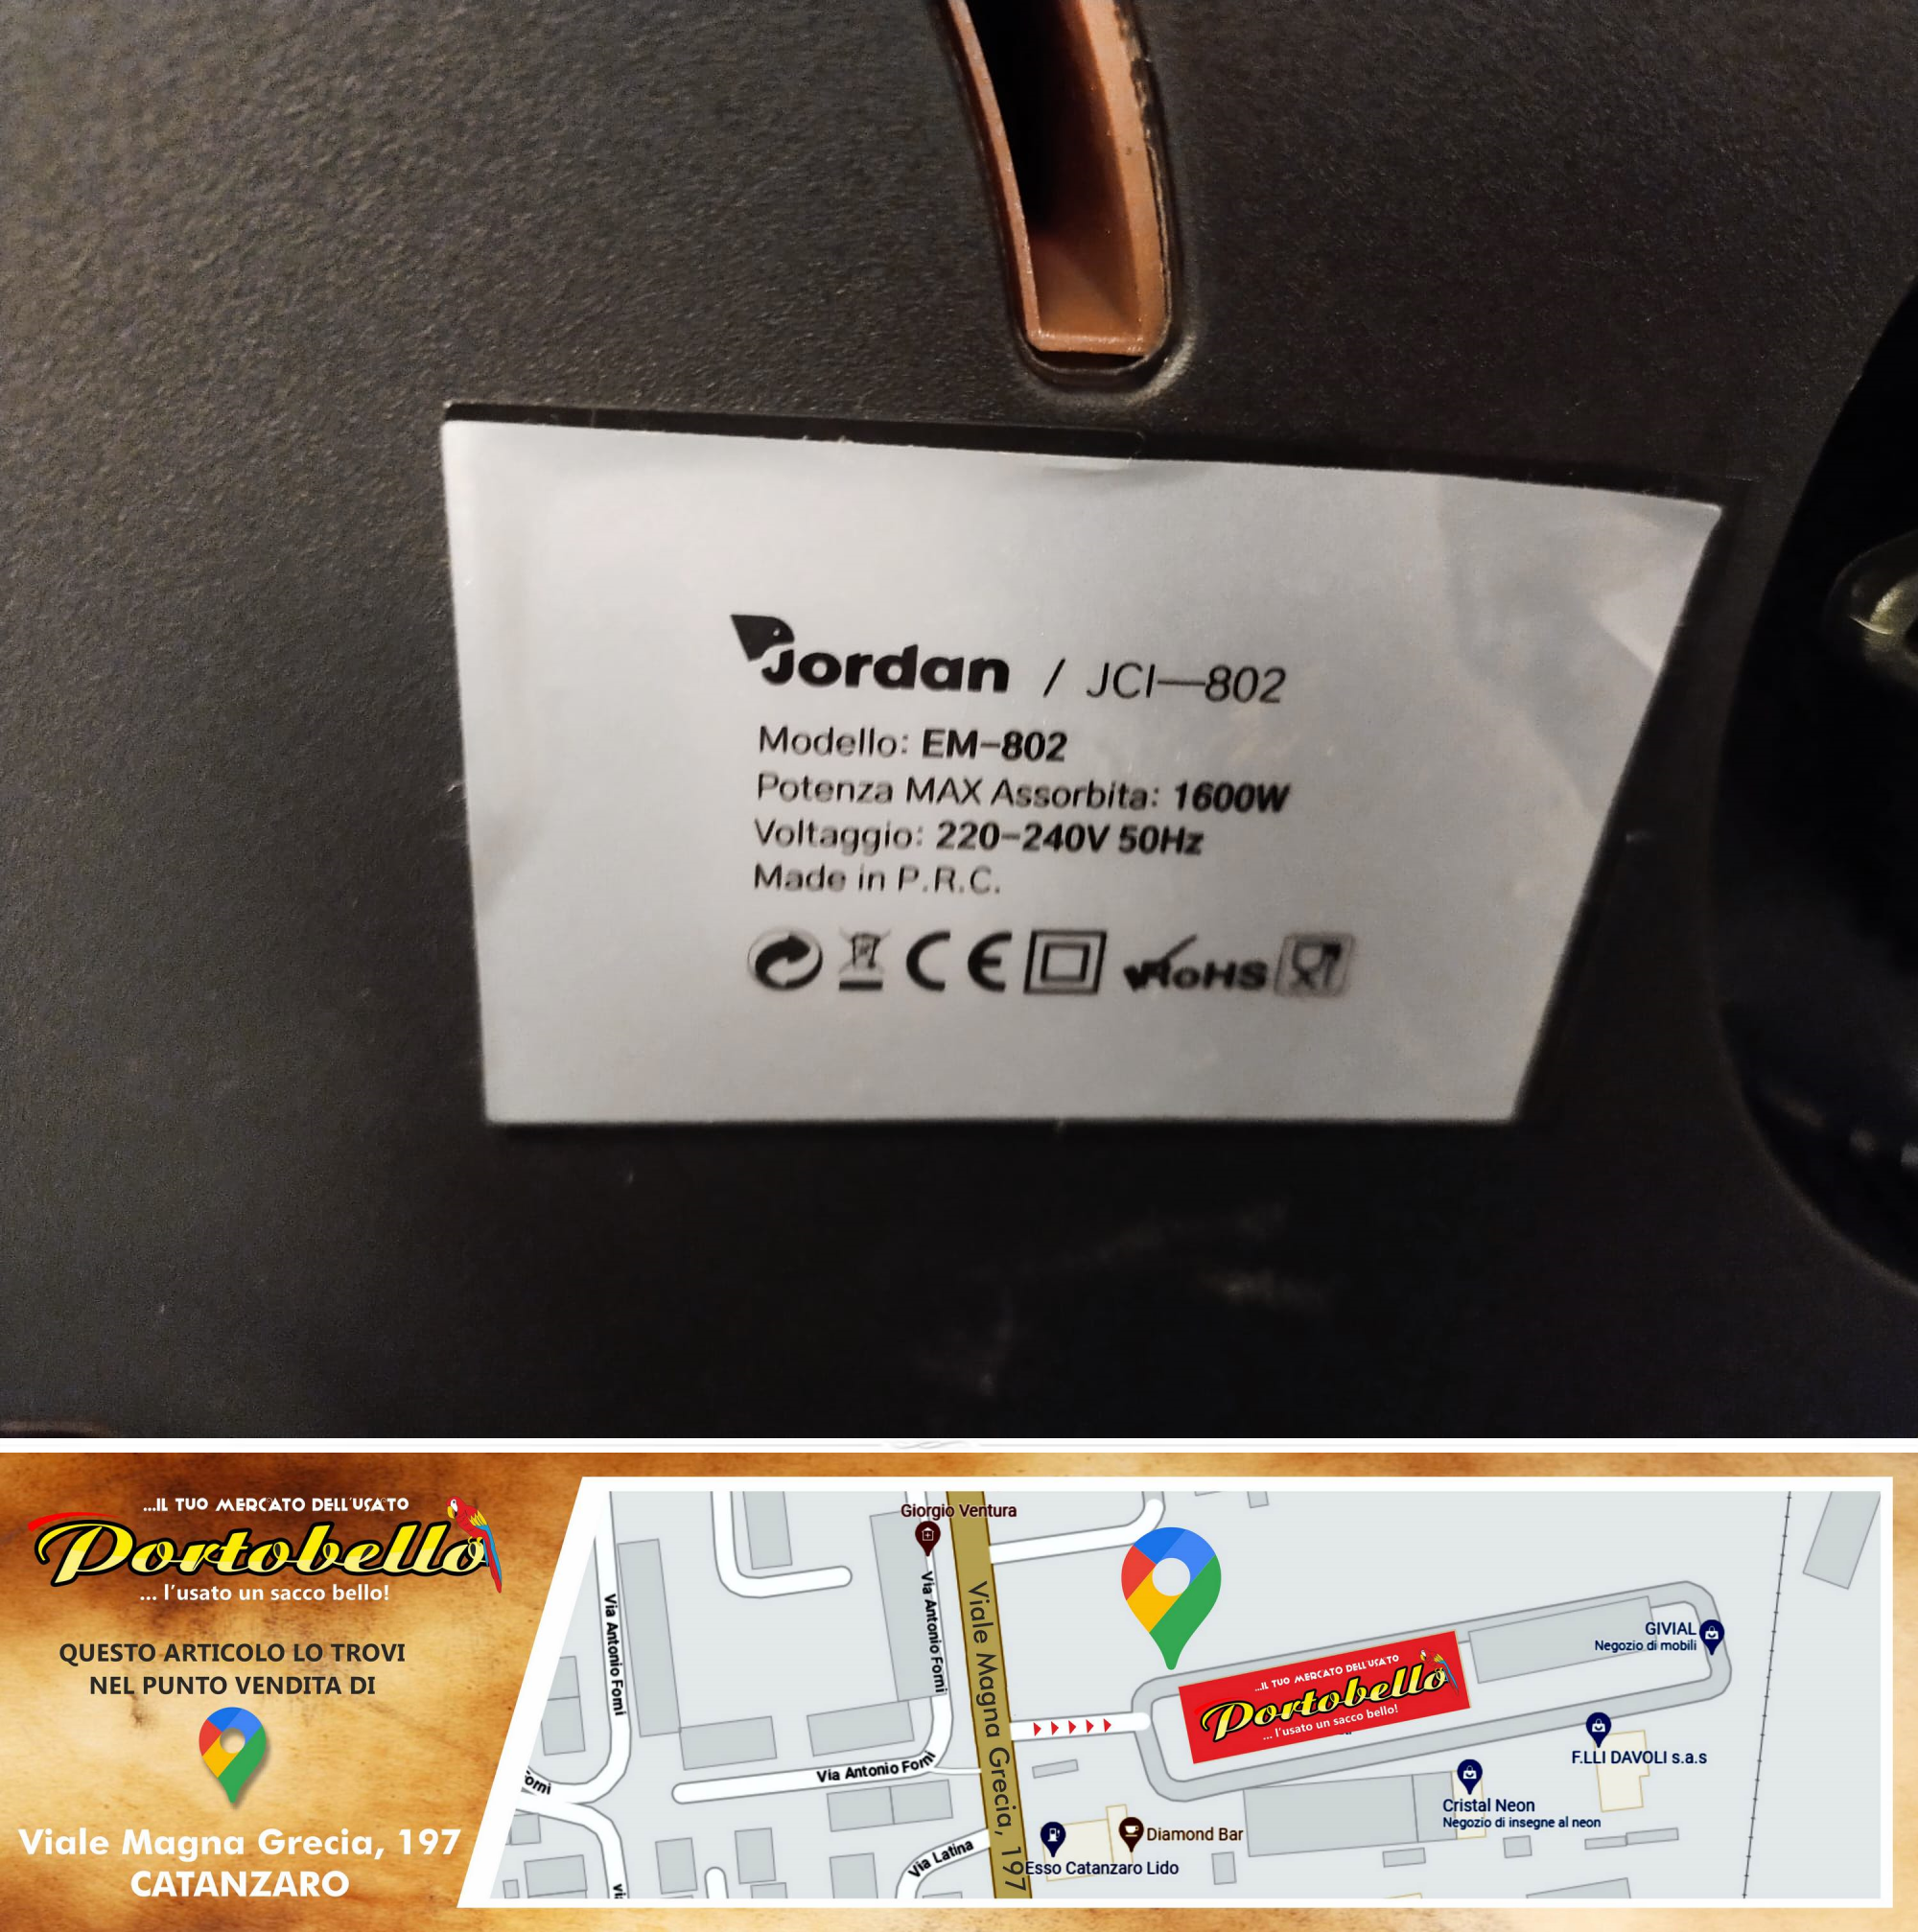 Jordan / JCI—802
Modello: EM-802
Potenza MAX Assorbita: 1600W
Voltaggio: 220-240V 50Hz
Made in P.R.C.
CE RoHS
...IL TUO MERCATO DELL'USATO
Portobello
... l'usato un sacco bello!
QUESTO ARTICOLO LO TROVI
NEL PUNTO VENDITA DI
Viale Magna Grecia, 197
CATANZARO
Giorgio Ventura
Via Antonio Forni
Via Antonio Forni
Viale Magna Grecia, 197
...IL TUO MERCATO DELL'USATO
Portobello
... l'usato un sacco bello!
GIVIAL
Negozio di mobili
F.LLI DAVOLI s.a.s
Via Antonio Forni
orni
Cristal Neon
Negozio di insegne al neon
Diamond Bar
Via Latina
Esso Catanzaro Lido